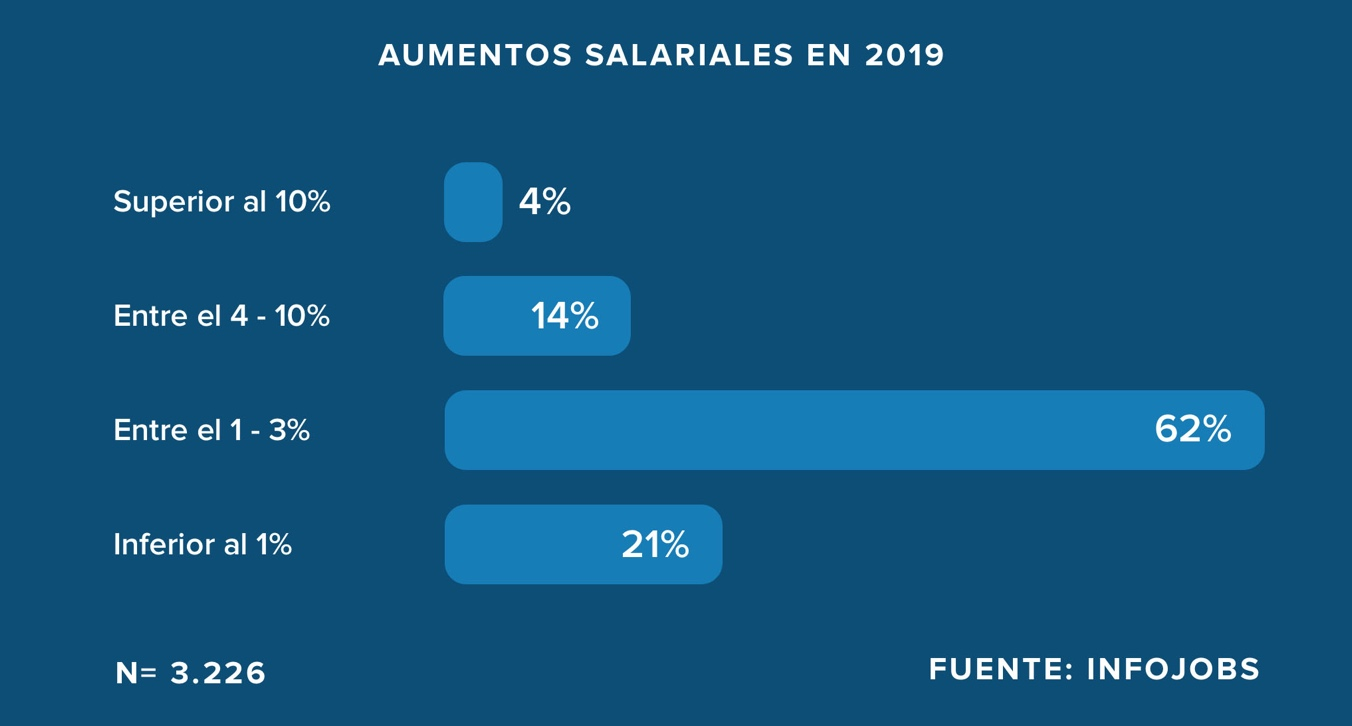 AUMENTOS SALARIALES EN 2019
Superior al 10% 4%
Entre el 4 - 10% 14%
Entre el 1 - 3% 62%
Inferior al 1% 21%
N= 3.226
FUENTE: INFOJOBS